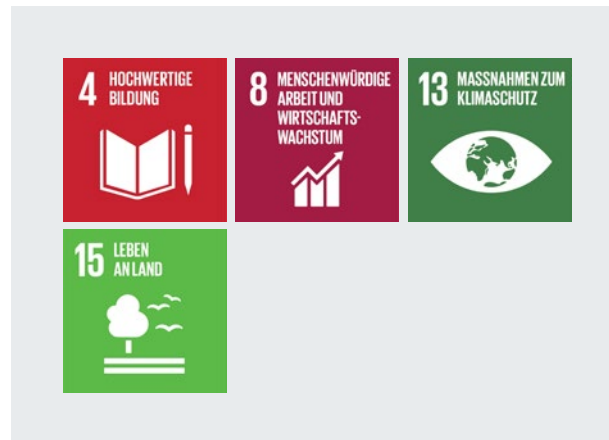 4 HOCHWERTIGE
BILDUNG
8 MENSCHENWÜRDIGE
ARBEIT UND
WIRTSCHAFTS-
WACHSTUM
13 MASSNAHMEN ZUM
KLIMASCHUTZ
15 LEBEN
AN LAND